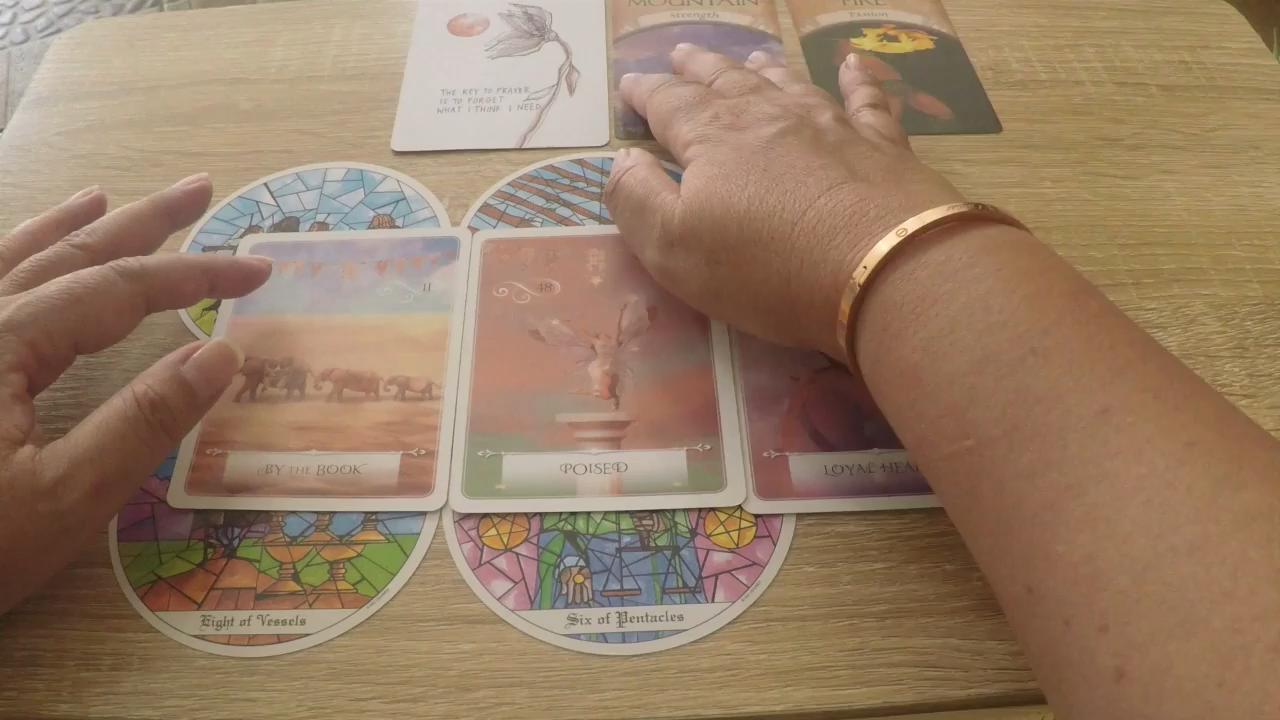 MOUNTAIN
Strength
FIRE
Passion
THE KEY TO PRAYER
IS TO FORGET
WHAT I THINK I NEED
11
48
BY THE BOOK
POISED
LOYAL HEA
Eight of Vessels
Six of Pentacles